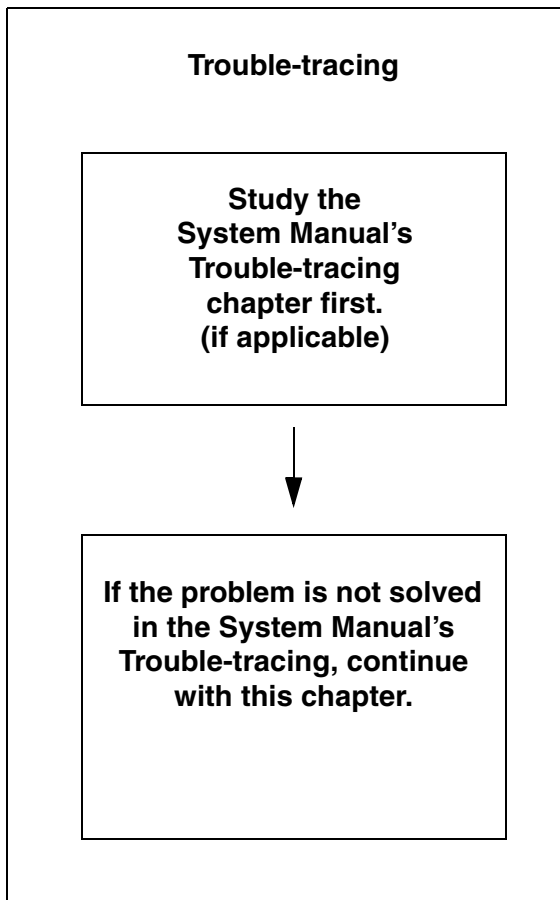 Trouble-tracing
Study the
System Manual's
Trouble-tracing
chapter first.
(if applicable)
If the problem is not solved
in the System Manual's
Trouble-tracing, continue
with this chapter.